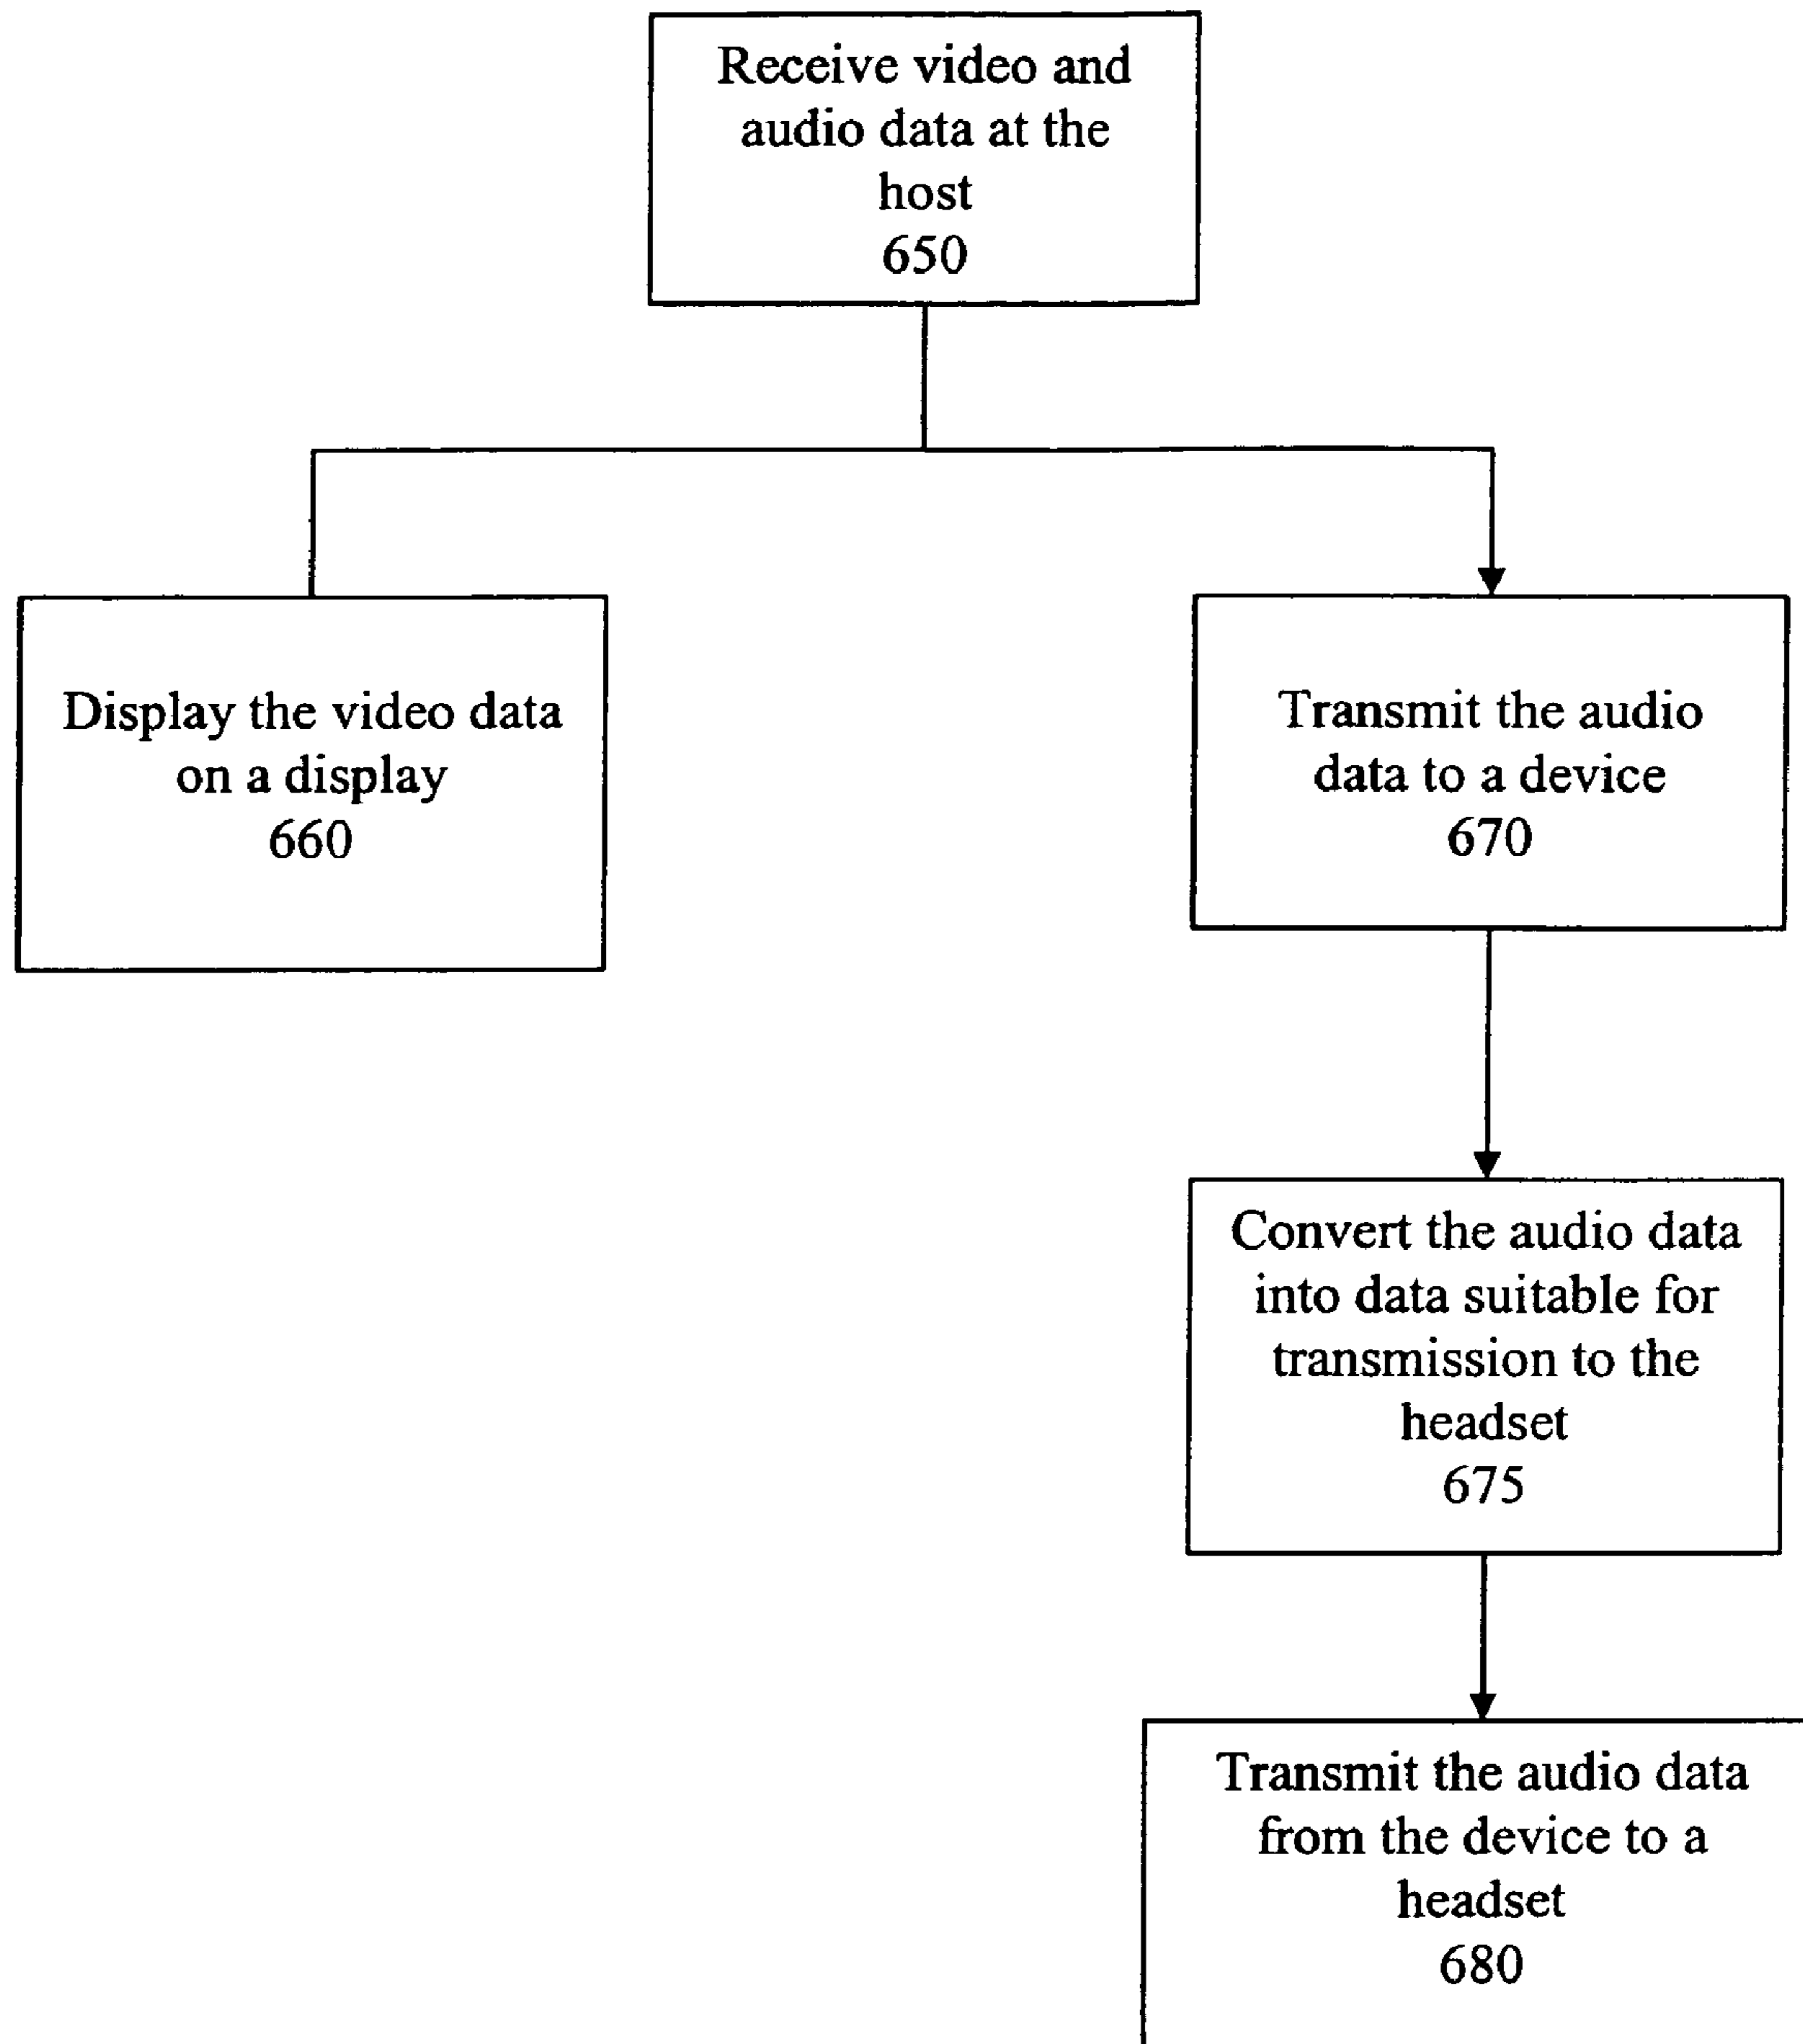 Receive video and
audio data at the
host
650
Display the video data
on a display
660
Transmit the audio
data to a device
670
Convert the audio data
into data suitable for
transmission to the
headset
675
Transmit the audio data
from the device to a
headset
680